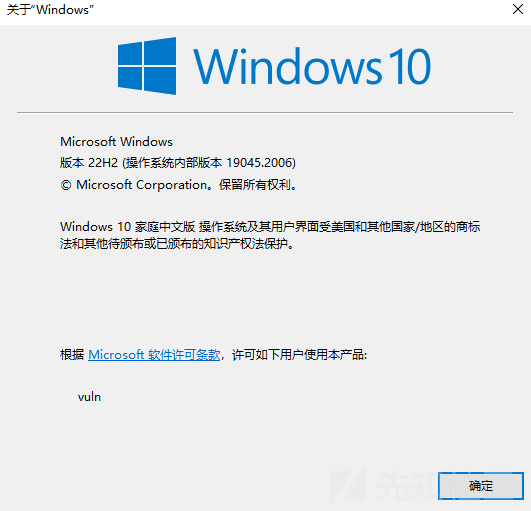 关于“Windows”
Windows 10
Microsoft Windows
版本 22H2 (操作系统内部版本 19045.2006)
© Microsoft Corporation。保留所有权利。
Windows 10 家庭中文版 操作系统及其用户界面受美国和其他国家/地区的商标
法和其他待颁布或已颁布的知识产权法保护。
根据 Microsoft 软件许可条款，许可如下用户使用本产品:
vuln
先知
确定